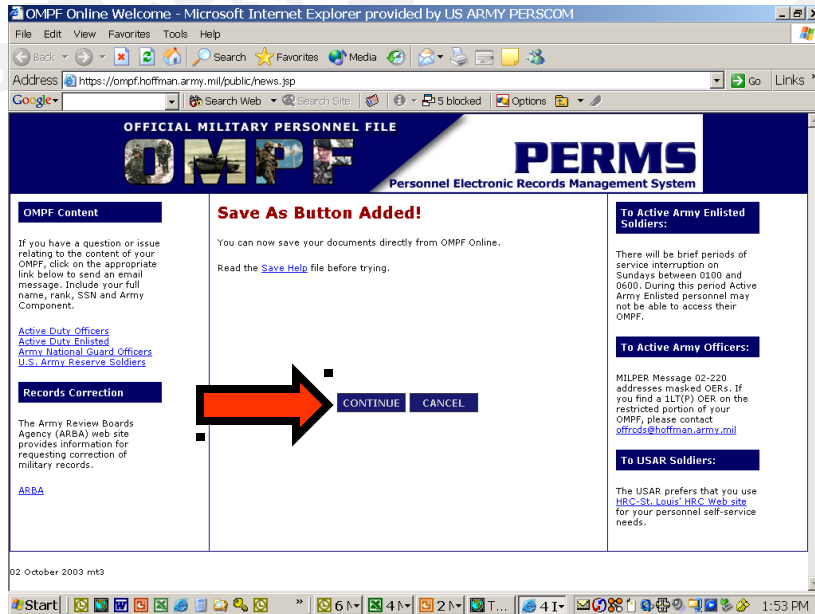 OMPF Online Welcome - Microsoft Internet Explorer provided by US ARMY PERSCOM
File Edit View Favorites Tools Help
Back Search Favorites Media
Address https://ompf.hoffman.army.mil/public/news.jsp Go Links
Google Search Web Search Site 5 blocked Options
OFFICIAL MILITARY PERSONNEL FILE
OMPF
PERMS
Personnel Electronic Records Management System
OMPF Content
If you have a question or issue
relating to the content of your
OMPF, click on the appropriate
link below to send an email
message. Include your full
name, rank, SSN and Army
Component.
Active Duty Officers
Active Duty Enlisted
Army National Guard Officers
U.S. Army Reserve Soldiers
Records Correction
The Army Review Boards
Agency (ARBA) web site
provides information for
requesting correction of
military records.
ARBA
Save As Button Added!
You can now save your documents directly from OMPF Online.
Read the Save Help file before trying.
CONTINUE CANCEL
To Active Army Enlisted
Soldiers:
There will be brief periods of
service interruption on
Sundays between 0100 and
0600. During this period Active
Army Enlisted personnel may
not be able to access their
OMPF.
To Active Army Officers:
MILPER Message 02-220
addresses masked OERs. If
you find a 1LT(P) OER on the
restricted portion of your
OMPF, please contact
offrcds@hoffman.army.mil
To USAR Soldiers:
The USAR prefers that you use
HRC-St. Louis' HRC Web site
for your personnel self-service
needs.
02 October 2003 mt3
Start » 6 N 4 N 2 N T... 4 I 1:53 PM